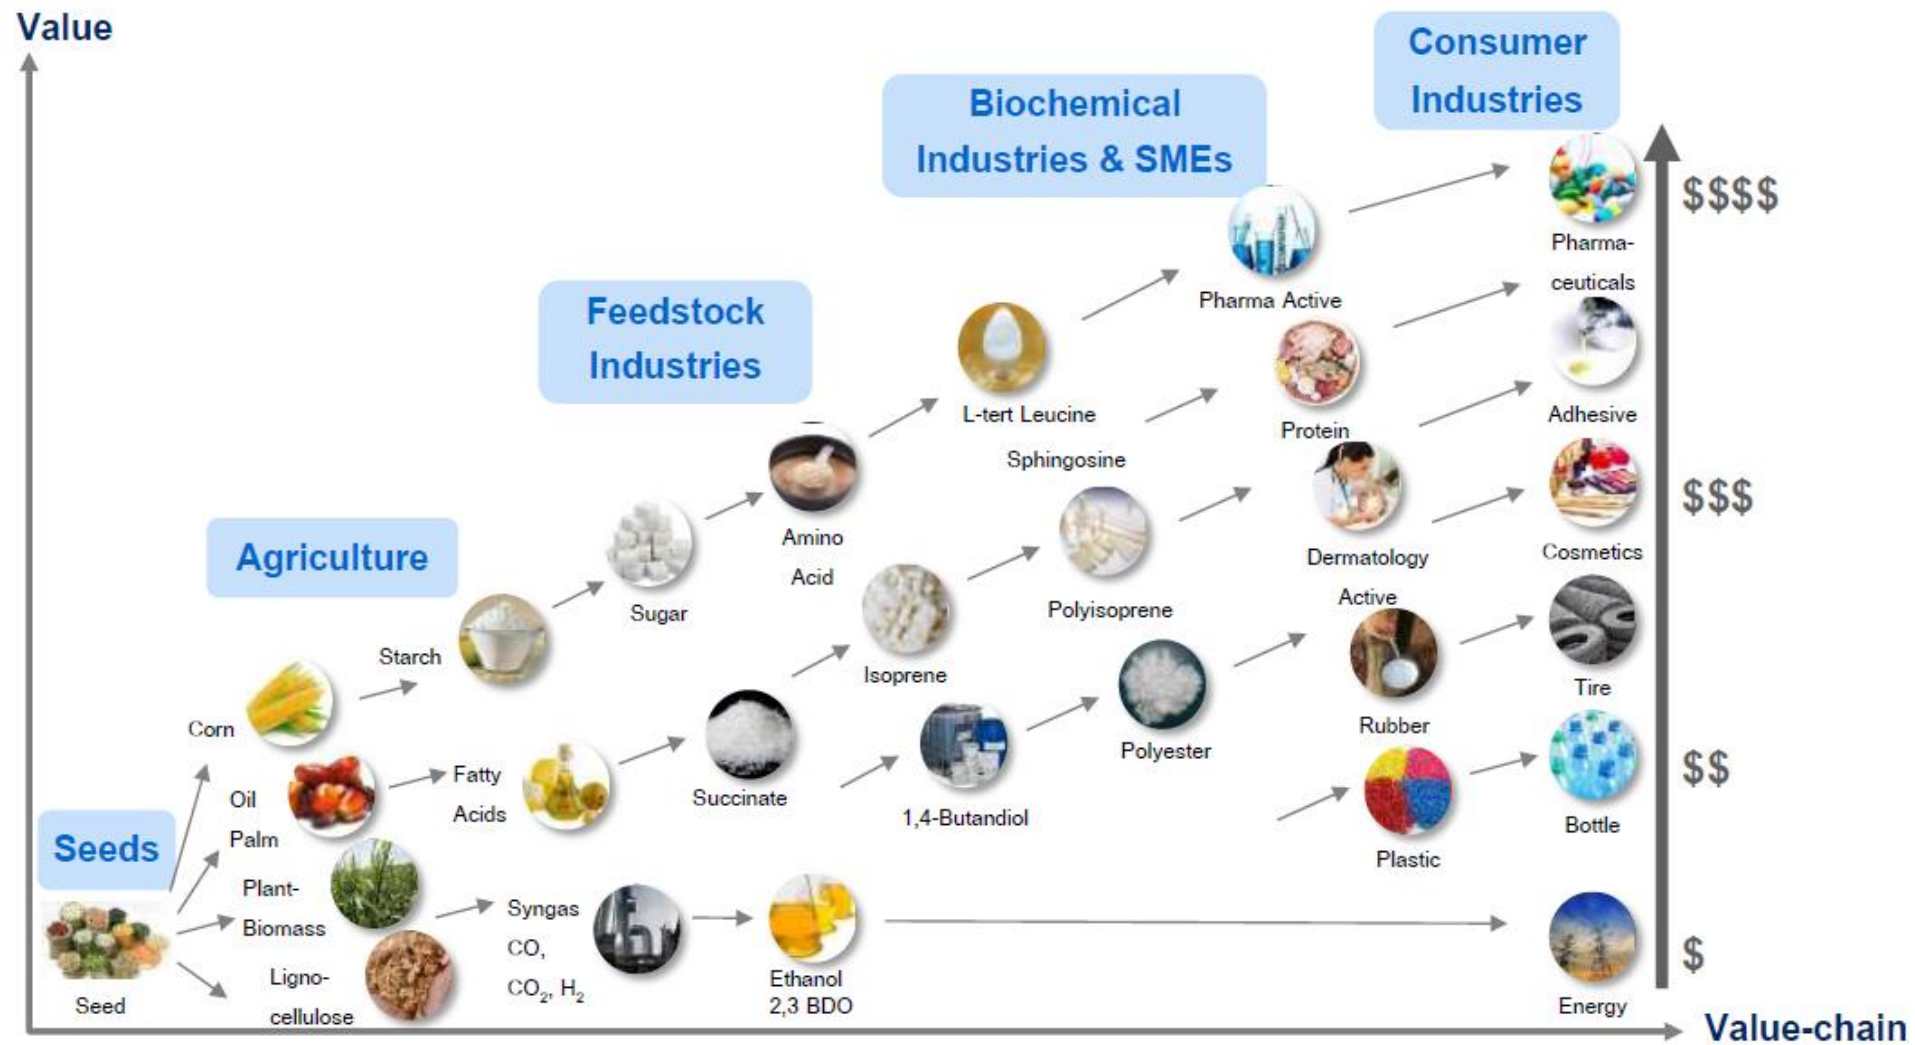 Value
Consumer
Industries
Biochemical
Industries & SMEs
Feedstock
Industries
Agriculture
Seeds
Seed
Corn
Oil
Palm
Plant-
Biomass
Ligno-
cellulose
Starch
Fatty
Acids
Syngas
CO,
CO2, H2
Sugar
Succinate
Ethanol
2,3 BDO
Amino
Acid
Isoprene
1,4-Butandiol
L-tert Leucine
Sphingosine
Polyisoprene
Polyester
Pharma Active
Protein
Dermatology
Active
Rubber
Plastic
Pharma-
ceuticals
Adhesive
Cosmetics
Tire
Bottle
Energy
$$$$
$$$
$$
$
Value-chain